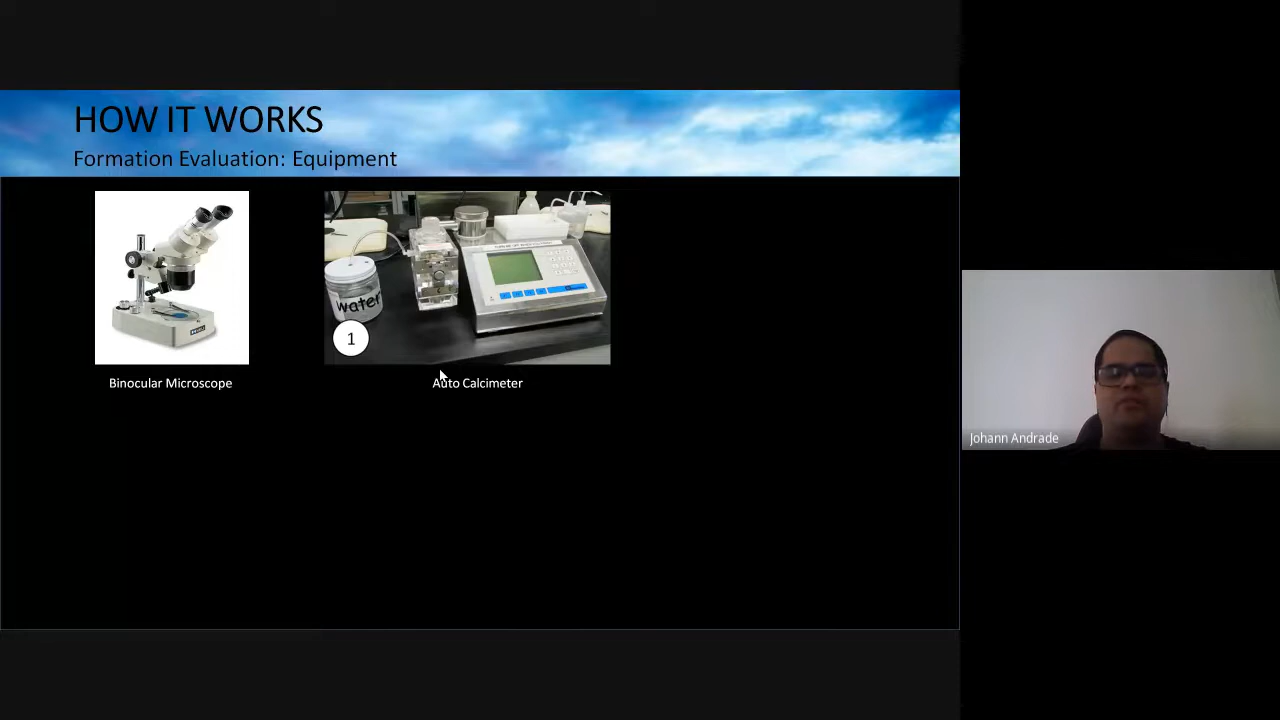 HOW IT WORKS
Formation Evaluation: Equipment
water
1
Binocular Microscope
Auto Calcimeter
Johann Andrade